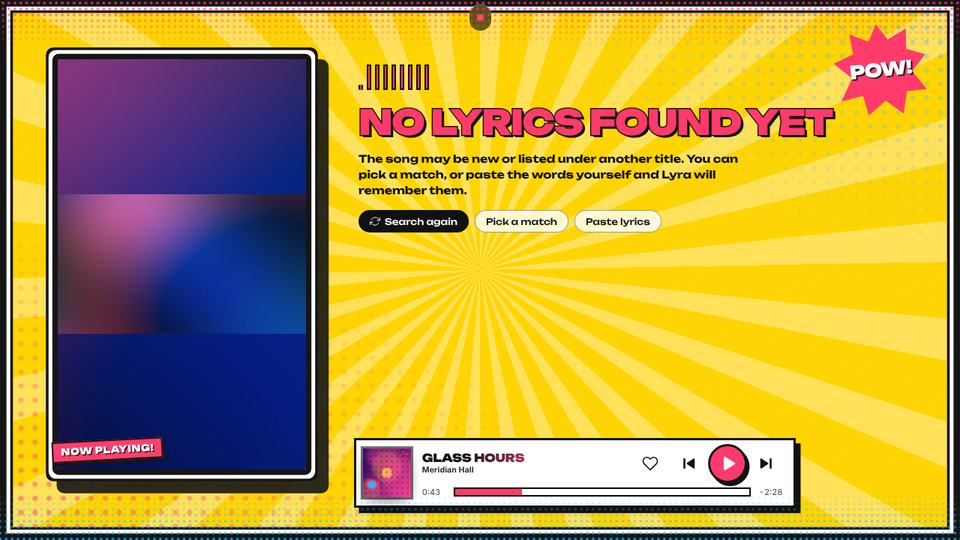 POW!
NO LYRICS FOUND YET
The song may be new or listed under another title. You can
pick a match, or paste the words yourself and Lyra will
remember them.
Search again
Pick a match
Paste lyrics
NOW PLAYING!
GLASS HOURS
Meridian Hall
0:43
-2:28